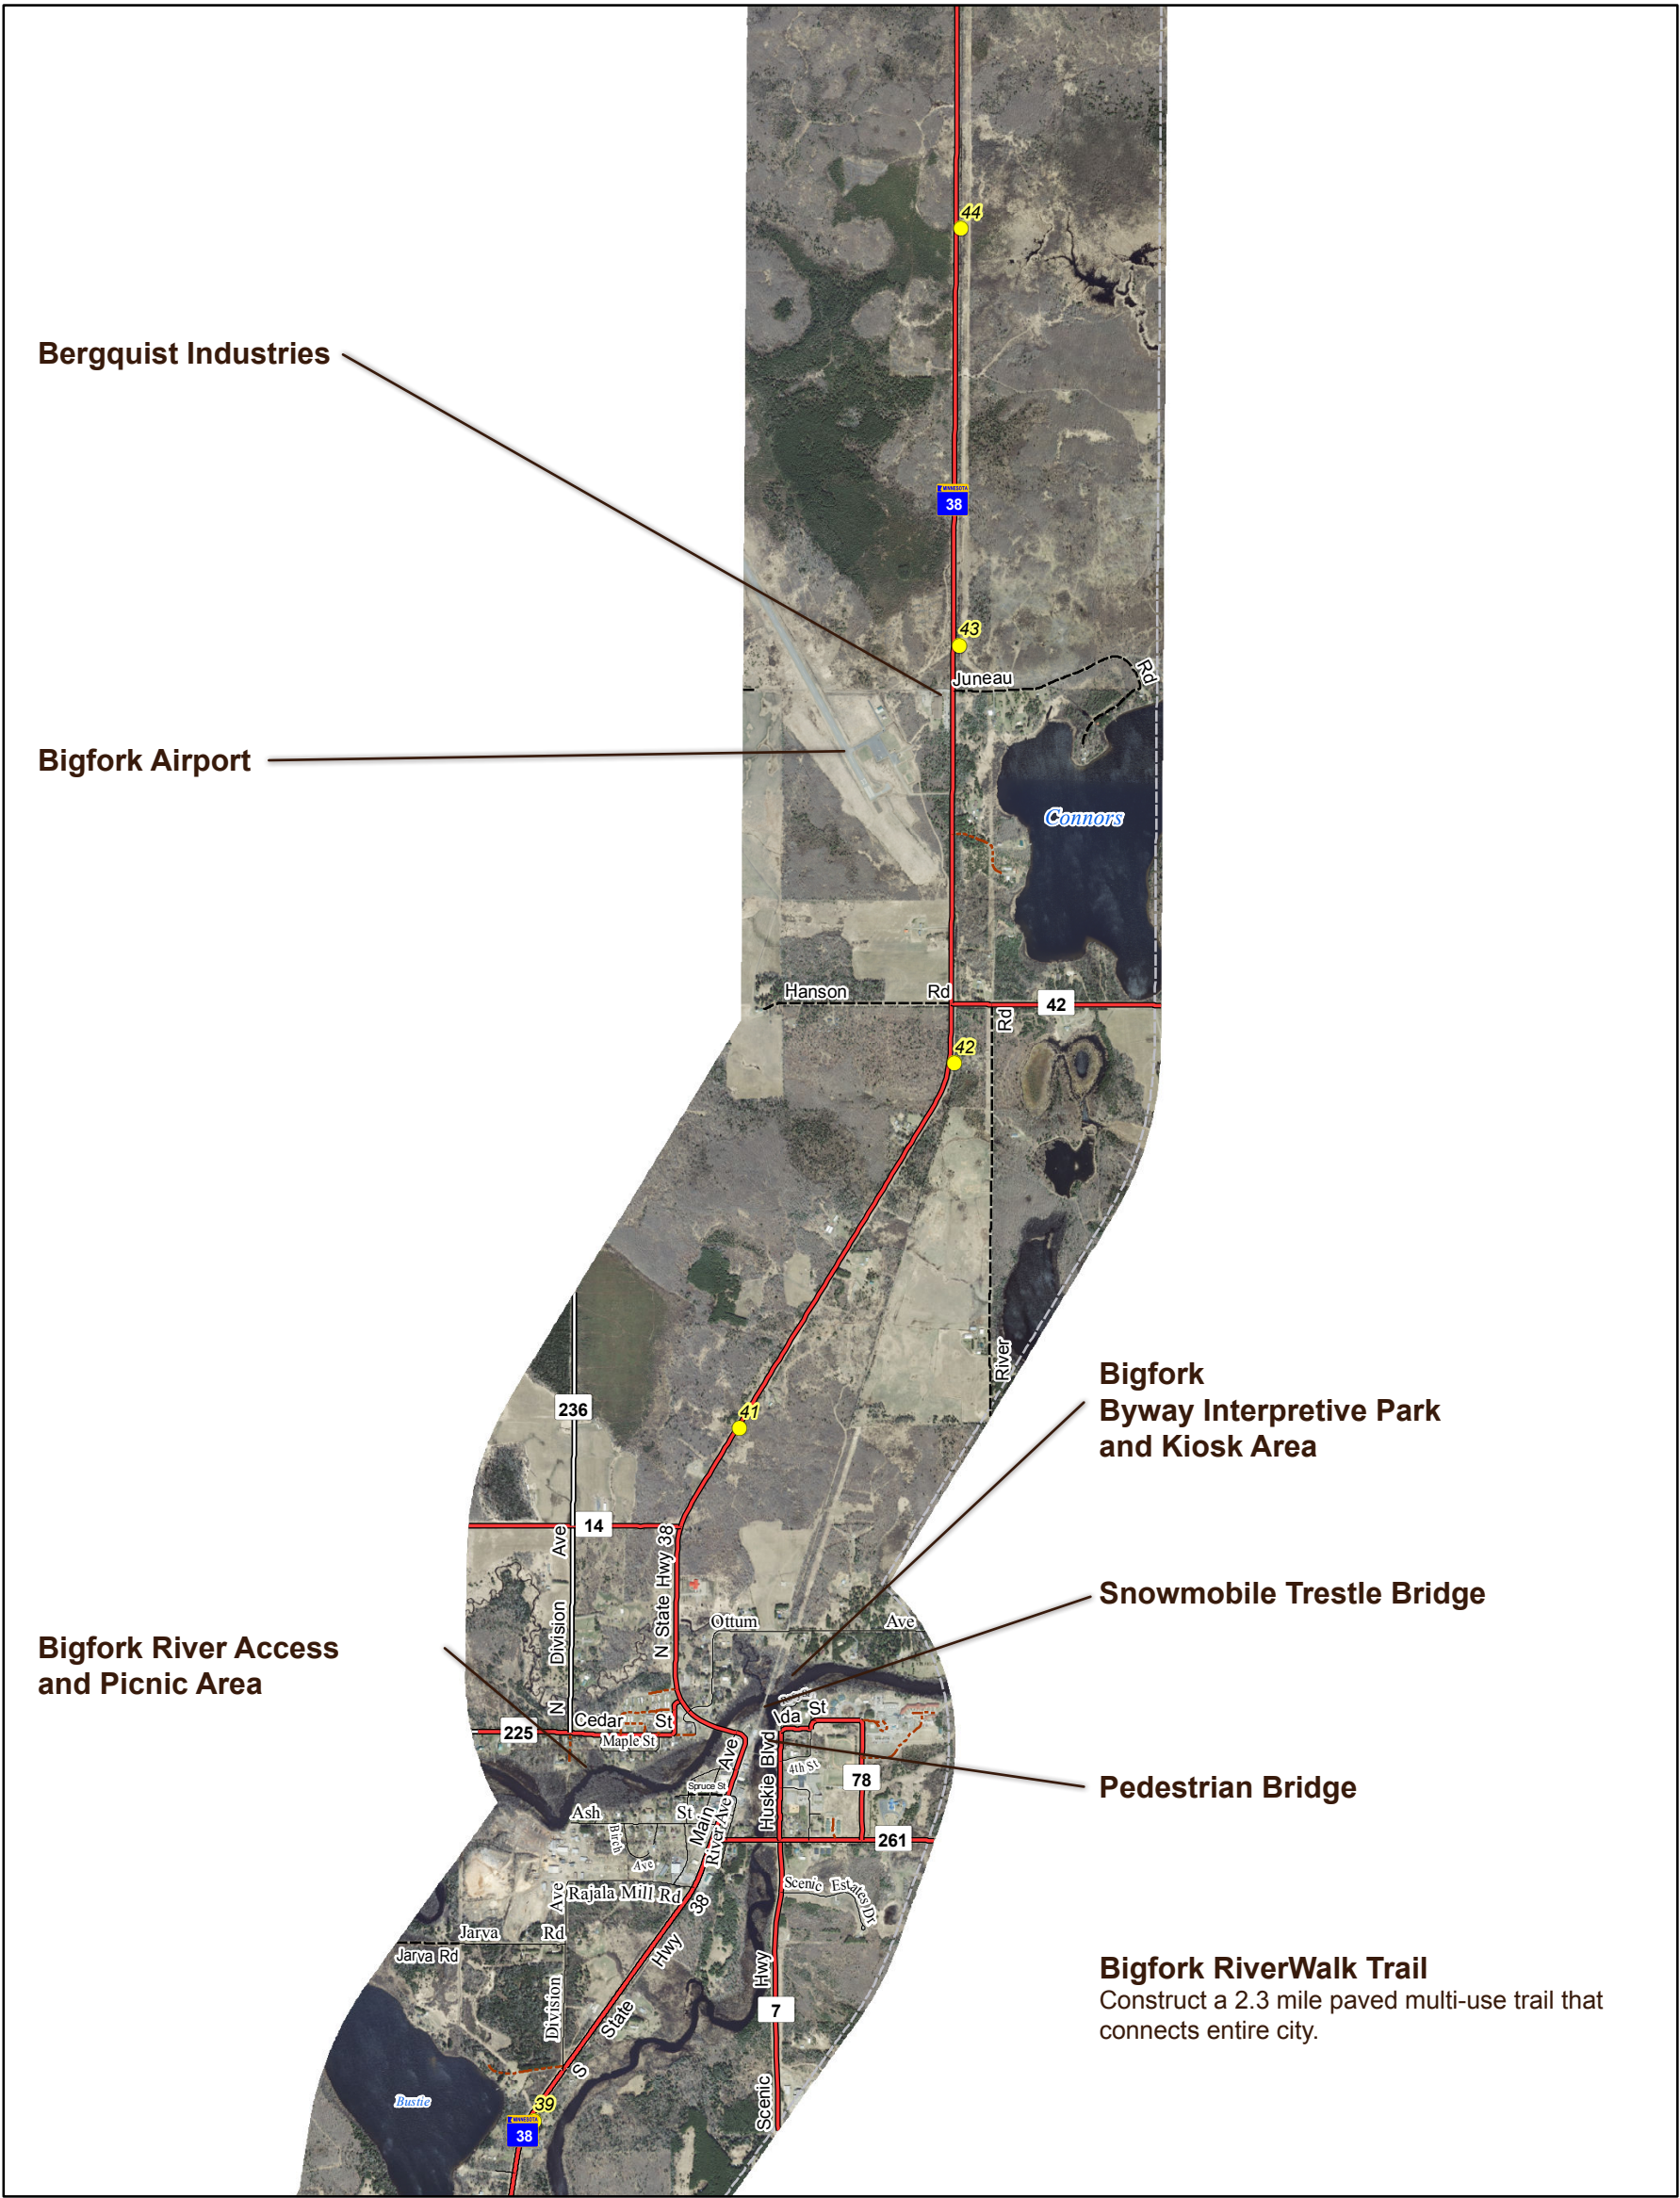 44
Bergquist Industries
MINNESOTA
38
43
Juneau
Rd
Bigfork Airport
Connors
Hanson
Rd
42
Rd
42
River
Bigfork
Byway Interpretive Park
and Kiosk Area
236
41
14
Ave
N State Hwy 38
Snowmobile Trestle Bridge
Division
Ottum
Ave
Bigfork River Access
and Picnic Area
N
Cedar
St
Ida
St
225
Maple St
Ave
Huskie Blvd
4th St
78
Pedestrian Bridge
Spruce St
Ash
St
Main
River Ave
Birch
Ave
261
Rajala Mill Rd
Ave
38
Scenic Estates Dr
Jarva
Rd
Jarva Rd
Hwy
Hwy
Bigfork RiverWalk Trail
Construct a 2.3 mile paved multi-use trail that
connects entire city.
7
Division
State
S
Scenic
Bustie
39
MINNESOTA
38